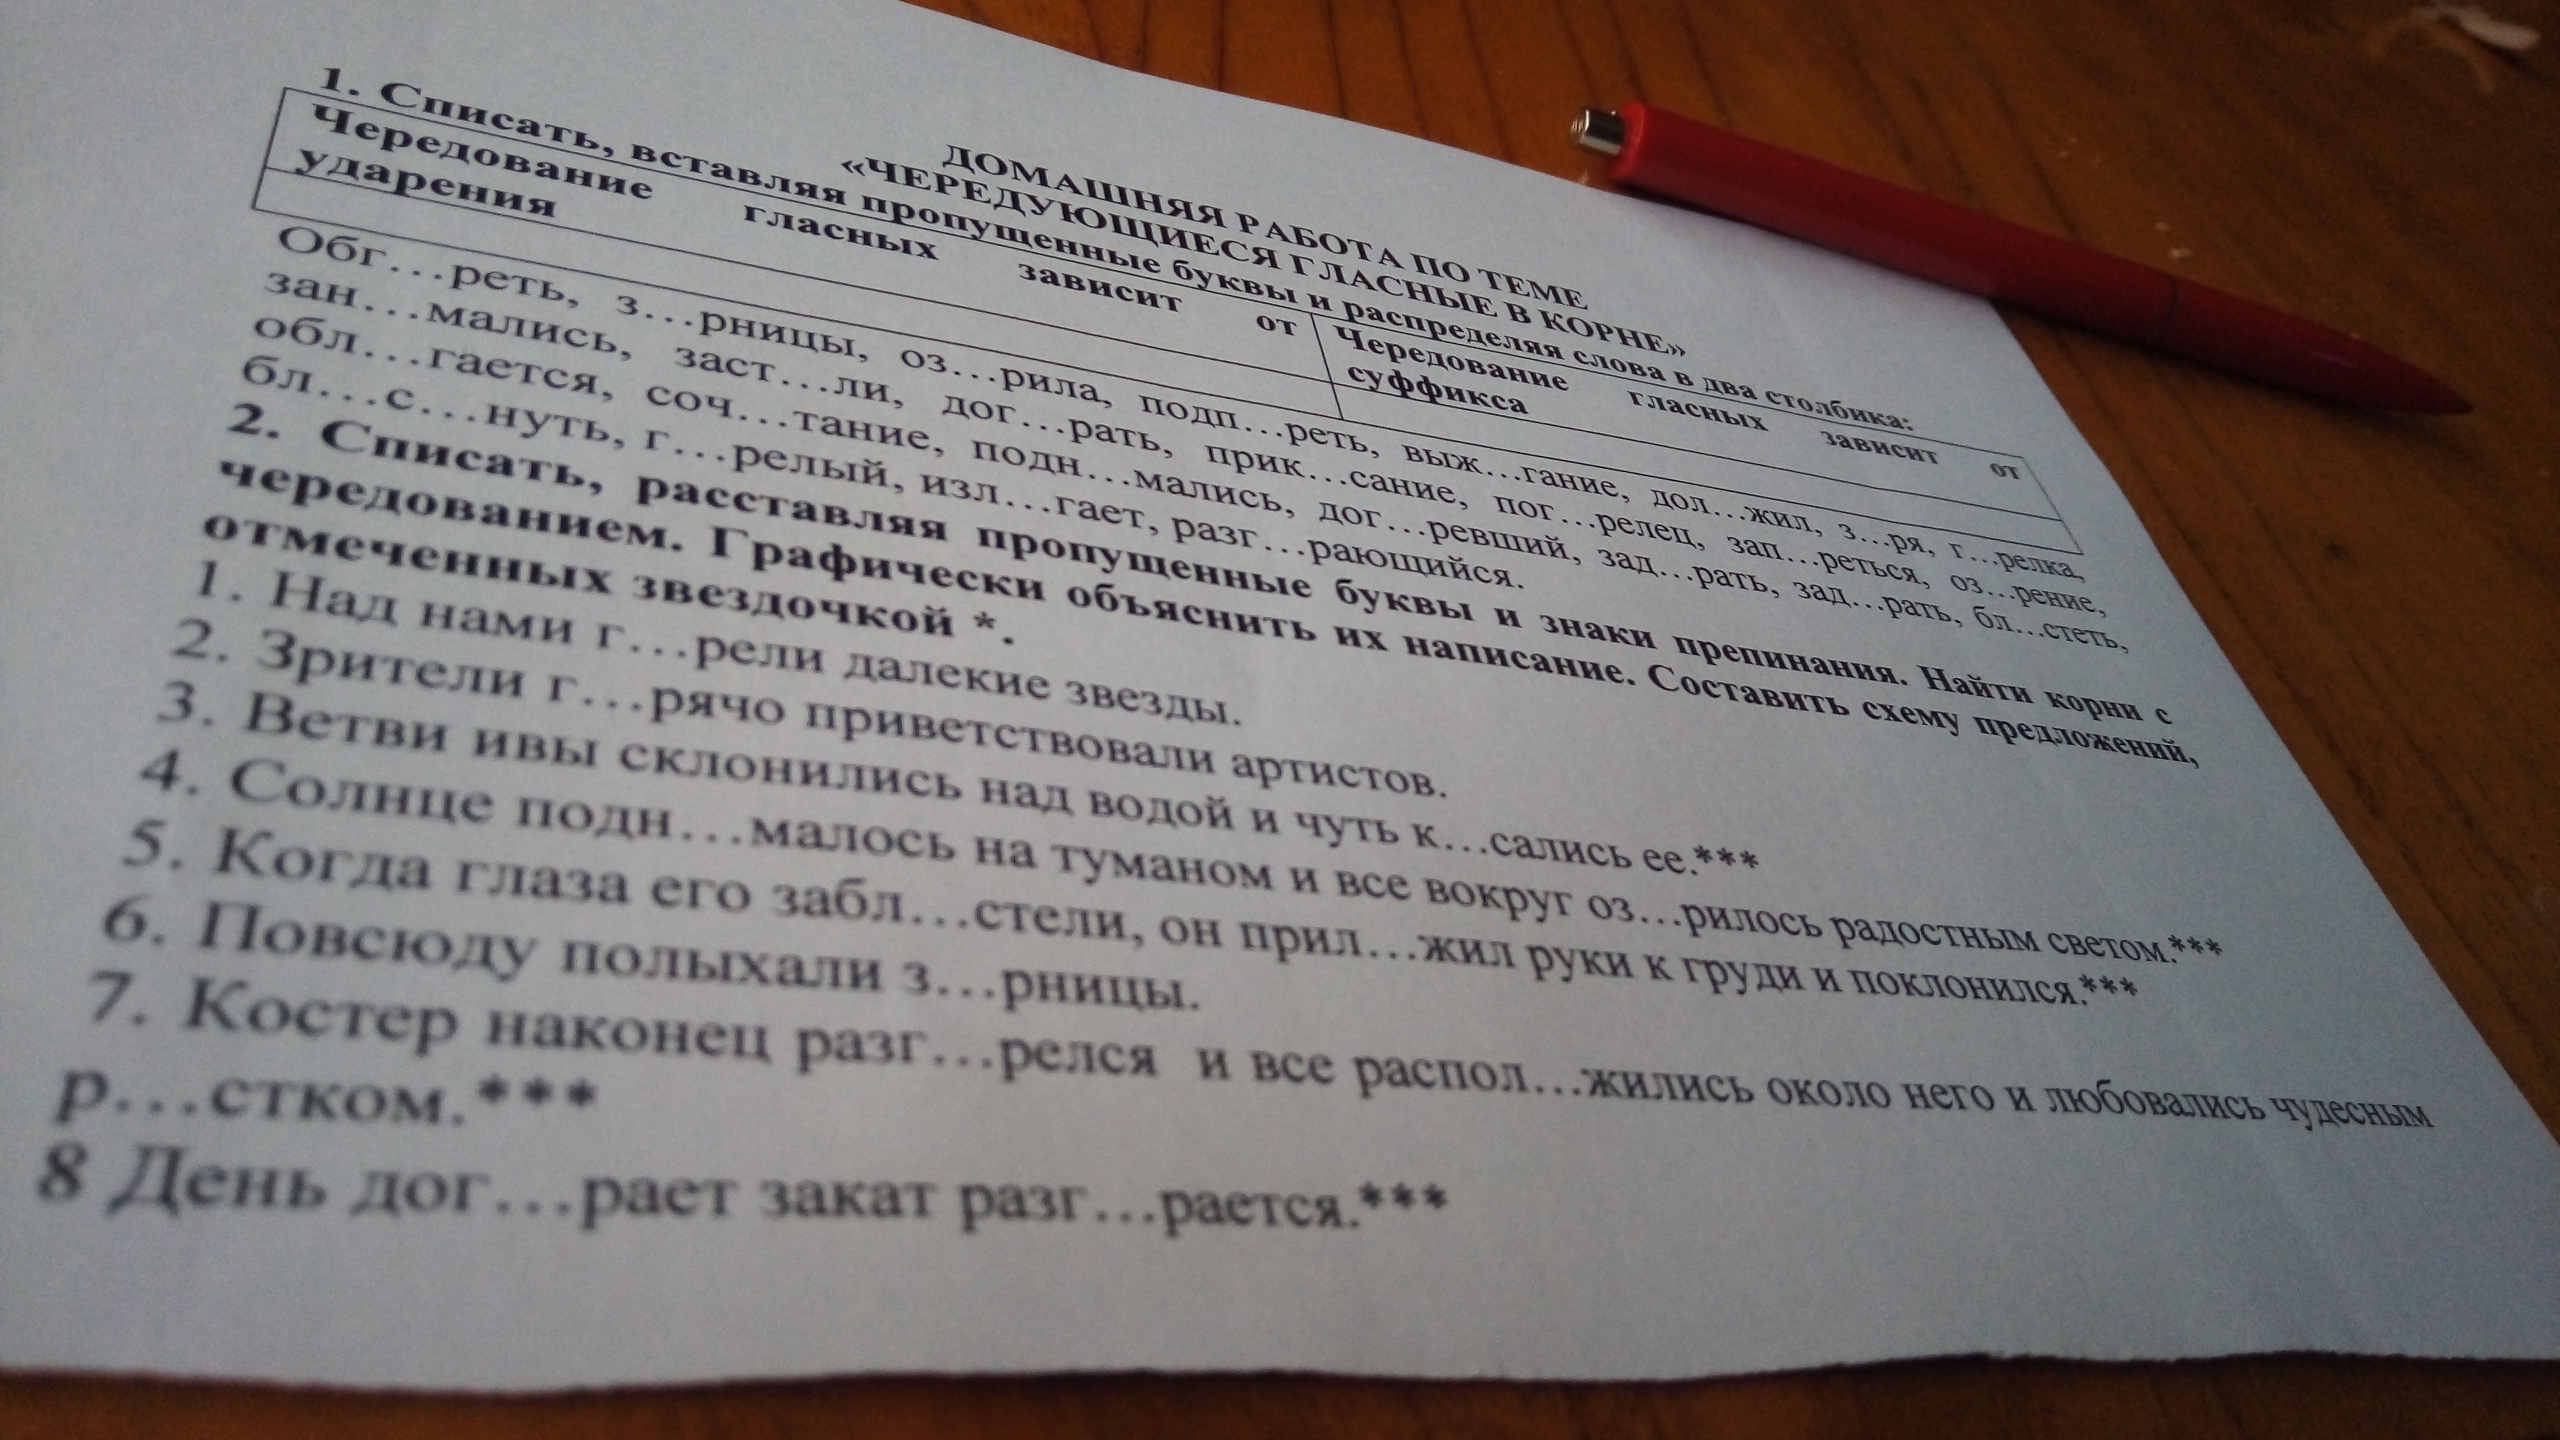 ДОМАШНЯЯ РАБОТА ПО ТЕМЕ
«ЧЕРЕДУЮЩИЕСЯ ГЛАСНЫЕ В КОРНЕ»
1. Списать, вставляя пропущенные буквы и распределяя слова в два столбика:
Чередование гласных зависит от
ударения
Чередование гласных зависит от
суффикса
Обг…реть, з…рницы, оз…рила, подп…реть, выж…гание, дол…жил, з…ря, г…релка,
зан…мались, заст…ли, дог…рать, прик…сание, пог…релец, зап…реться, оз…рение,
обл…гается, соч…тание, подн…мались, дог…ревший, зад…рать, зад…рать, бл…стеть,
бл…с…нуть, г…релый, изл…гает, разг…рающийся.
2. Списать, расставляя пропущенные буквы и знаки препинания. Найти корни с
чередованием. Графически объяснить их написание. Составить схему предложений,
отмеченных звездочкой *.
1. Над нами г…рели далекие звезды.
2. Зрители г…рячо приветствовали артистов.
3. Ветви ивы склонились над водой и чуть к…сались ее.***
4. Солнце подн…малось на туманом и все вокруг оз…рилось радостным светом.***
5. Когда глаза его забл…стели, он прил…жил руки к груди и поклонился.***
6. Повсюду полыхали з…рницы.
7. Костер наконец разг…релся и все распол…жились около него и любовались чудесным
р…стком.***
8 День дог…рает закат разг…рается.***